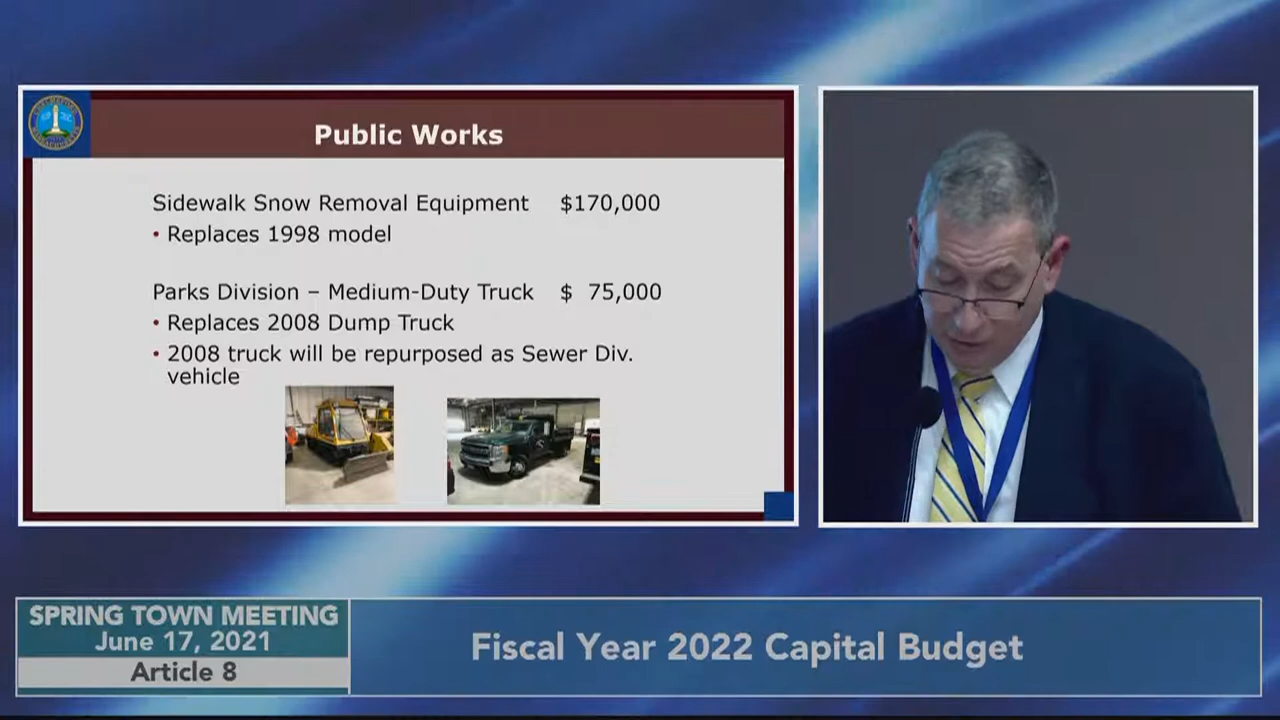 Public Works
Sidewalk Snow Removal Equipment $170,000
• Replaces 1998 model
Parks Division – Medium-Duty Truck $ 75,000
• Replaces 2008 Dump Truck
• 2008 truck will be repurposed as Sewer Div.
vehicle
SPRING TOWN MEETING
June 17, 2021
Article 8
Fiscal Year 2022 Capital Budget